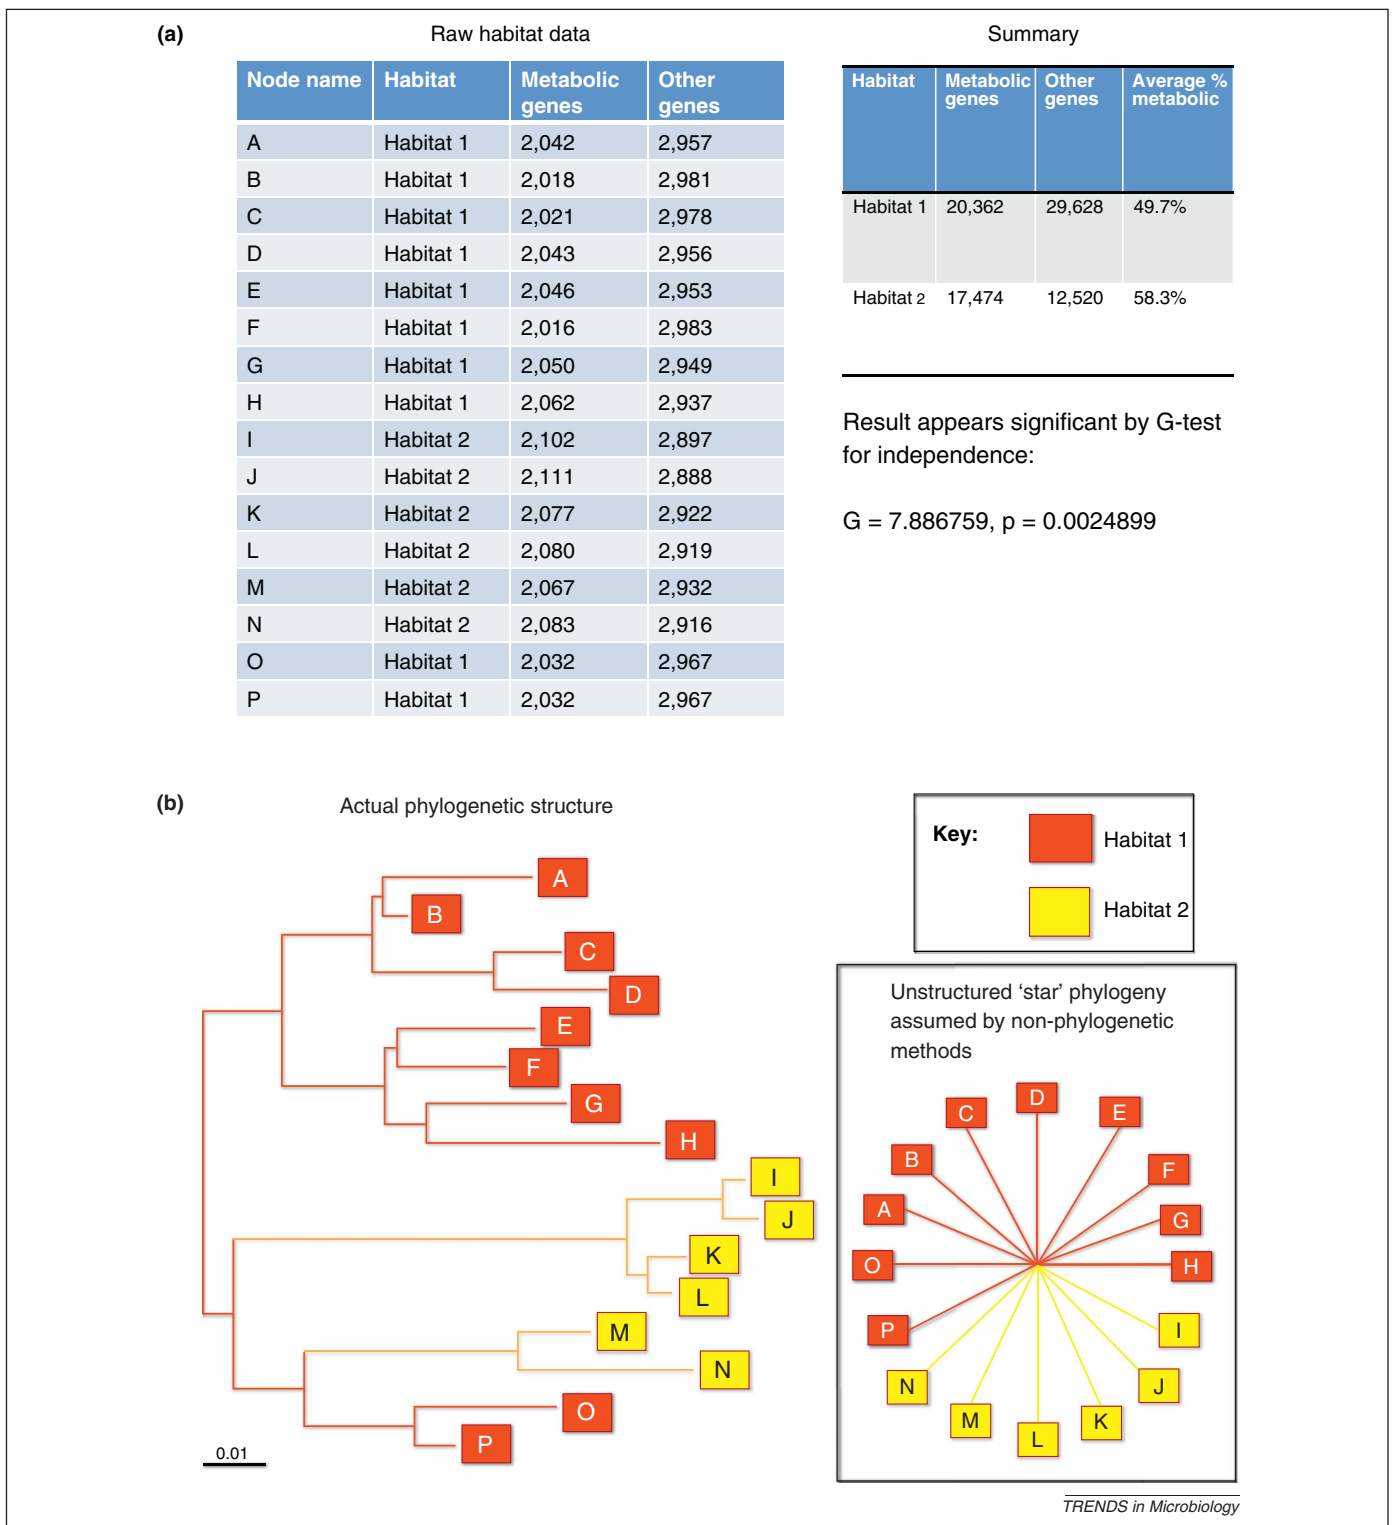 (a)
Raw habitat data
Node name Habitat Metabolic genes Other genes
A Habitat 1 2,042 2,957
B Habitat 1 2,018 2,981
C Habitat 1 2,021 2,978
D Habitat 1 2,043 2,956
E Habitat 1 2,046 2,953
F Habitat 1 2,016 2,983
G Habitat 1 2,050 2,949
H Habitat 1 2,062 2,937
I Habitat 2 2,102 2,897
J Habitat 2 2,111 2,888
K Habitat 2 2,077 2,922
L Habitat 2 2,080 2,919
M Habitat 2 2,067 2,932
N Habitat 2 2,083 2,916
O Habitat 1 2,032 2,967
P Habitat 1 2,032 2,967
Summary
Habitat Metabolic genes Other genes Average % metabolic
Habitat 1 20,362 29,628 49.7%
Habitat 2 17,474 12,520 58.3%
Result appears significant by G-test
for independence:
G = 7.886759, p = 0.0024899
(b)
Actual phylogenetic structure
A
B
C
D
E
F
G
H
I
J
K
L
M
N
O
P
0.01
Key:
Habitat 1
Habitat 2
Unstructured ‘star’ phylogeny
assumed by non-phylogenetic
methods
D
C
E
B
F
A
G
O
H
P
I
N
J
M
K
L
TRENDS in Microbiology